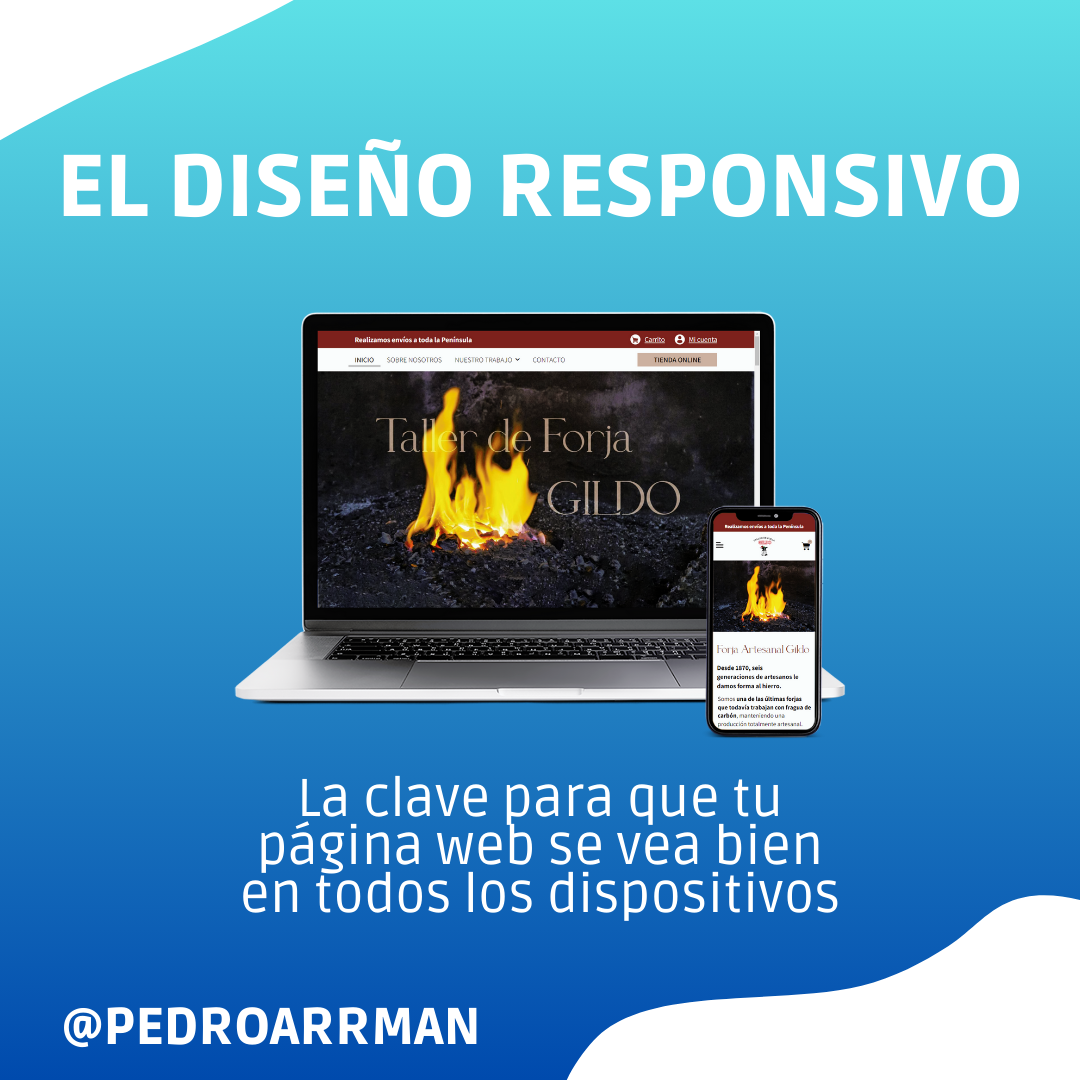 EL DISEÑO RESPONSIVO
Realizamos envíos a toda la Península
Carrito
Mi cuenta
INICIO
SOBRE NOSOTROS
NUESTRO TRABAJO
CONTACTO
TIENDA ONLINE
Taller de Forja
GILDO
Realizamos envíos a toda la Península
Forja Artesanal Gildo
Desde 1870, seis
generaciones de artesanos le
damos forma al hierro.
Somos una de las últimas forjas
que todavía trabajan con fragua de
carbón, manteniendo una
producción totalmente artesanal.
La clave para que tu
página web se vea bien
en todos los dispositivos
@PEDROARRMAN